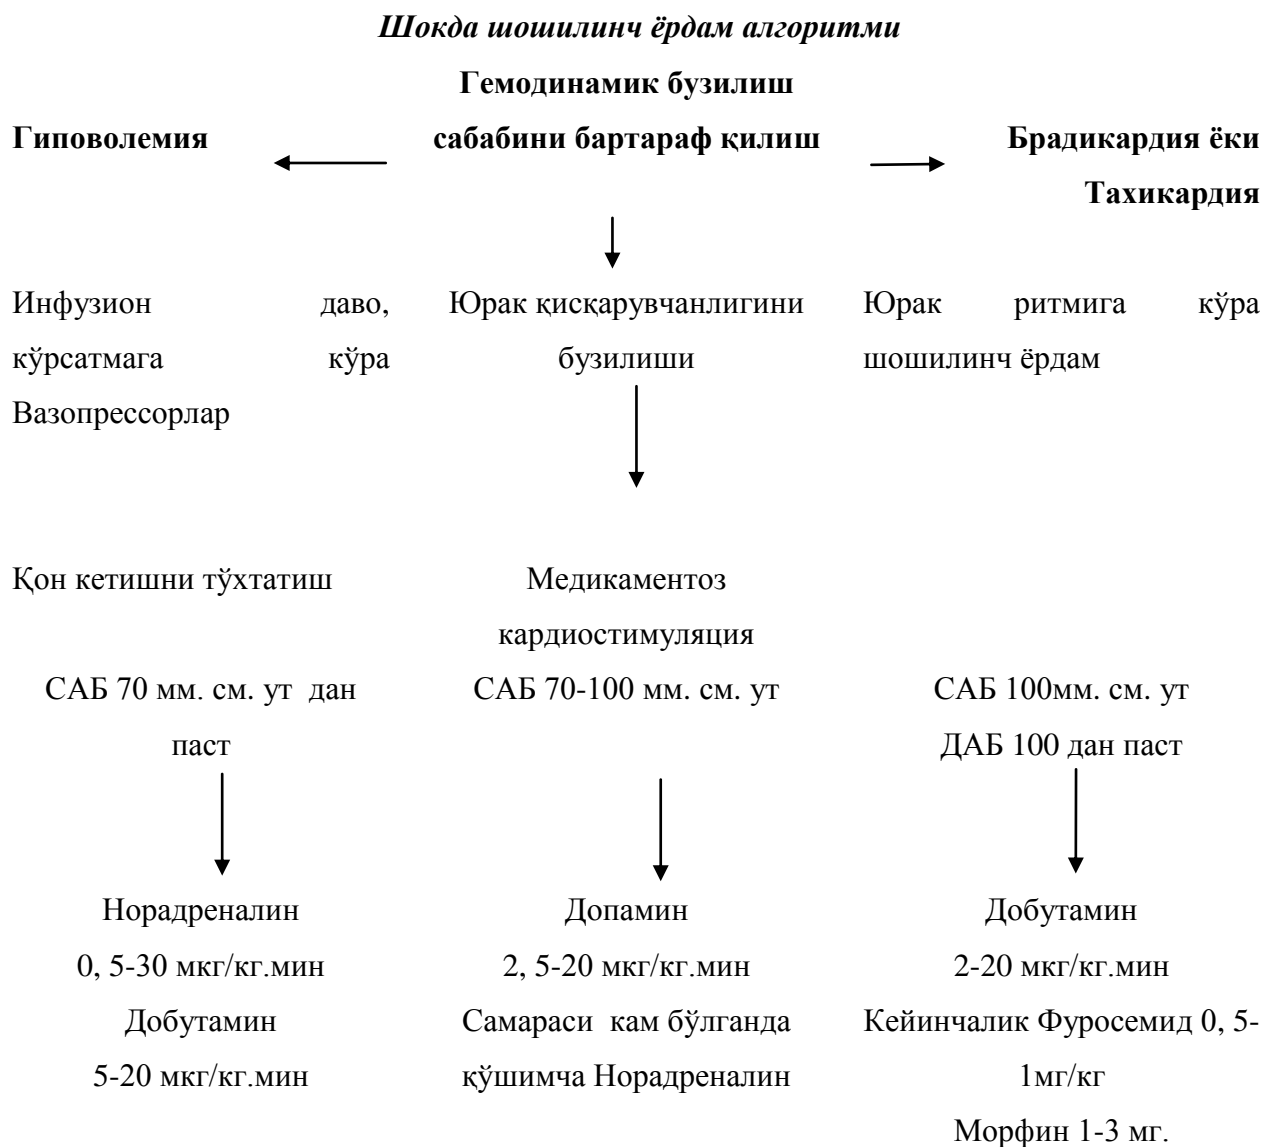 Шокда шошилинч ёрдам алгоритми
Гемодинамик бузилиш
Гиповолемия сабабини бартараф қилиш Брадикардия ёки
Тахикардия
Инфузион даво, Юрак қисқарувчанлигини Юрак ритмига кўра
кўрсатмага кўра бузилиши шошилинч ёрдам
Вазопрессорлар
Қон кетишни тўхтатиш Медикаментоз
кардиостимуляция
САБ 70 мм. см. ут дан САБ 70-100 мм. см. ут САБ 100мм. см. ут
паст ДАБ 100 дан паст
Норадреналин Допамин Добутамин
0, 5-30 мкг/кг.мин 2, 5-20 мкг/кг.мин 2-20 мкг/кг.мин
Добутамин Самараси кам бўлганда Кейинчалик Фуросемид 0, 5-
5-20 мкг/кг.мин қўшимча Норадреналин 1мг/кг
Морфин 1-3 мг.